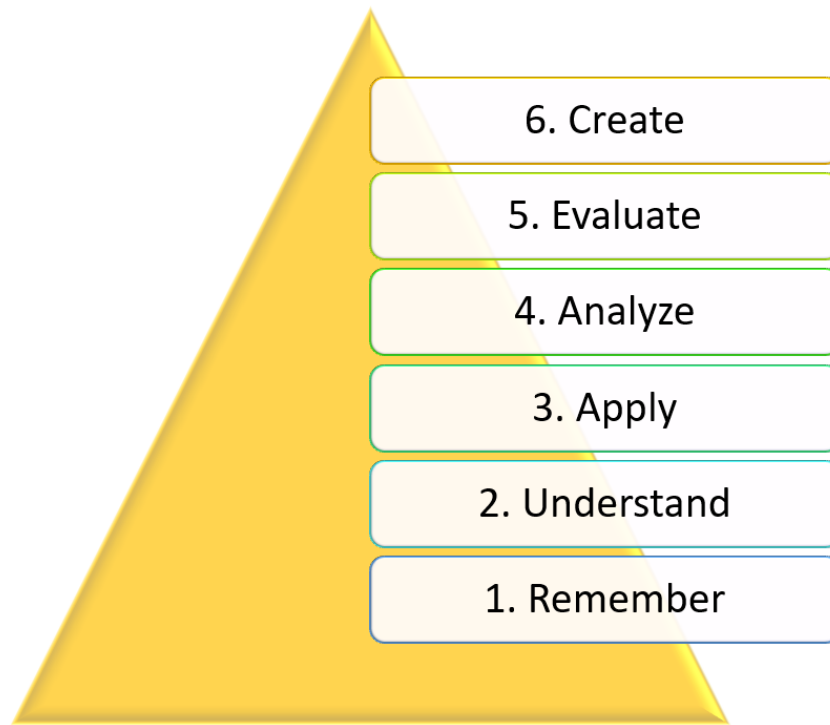 6. Create
5. Evaluate
4. Analyze
3. Apply
2. Understand
1. Remember